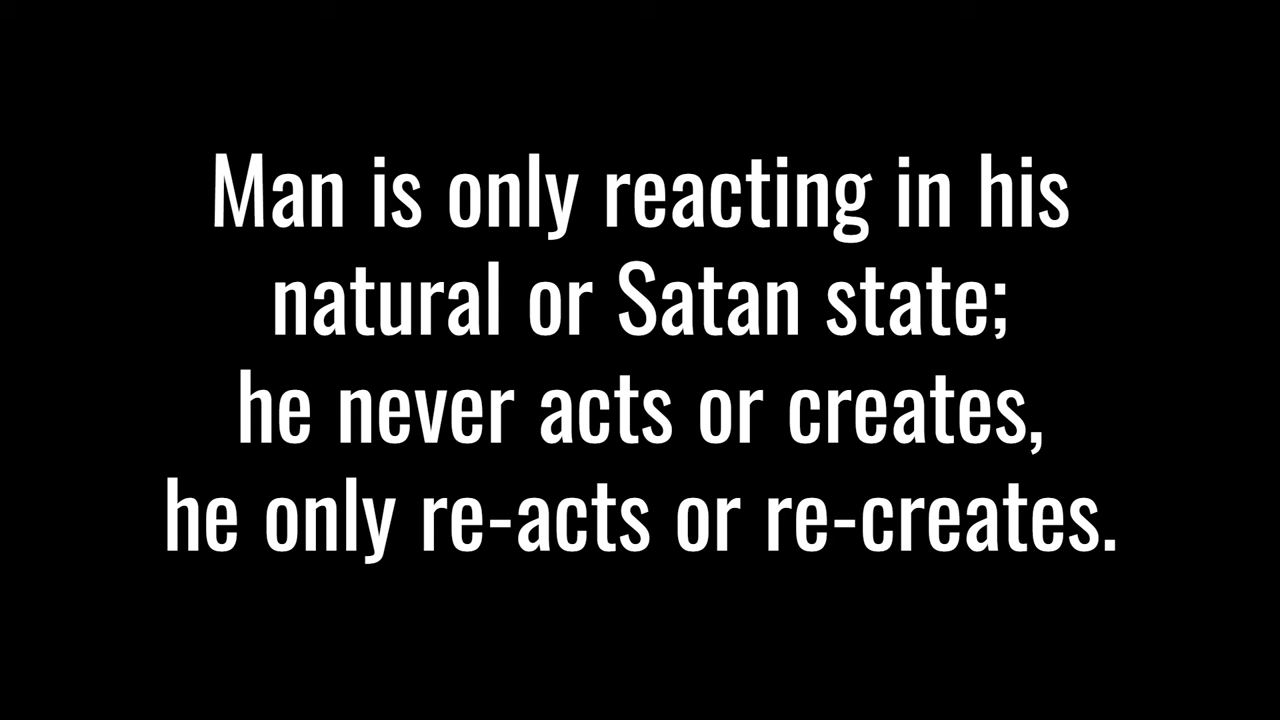 Man is only reacting in his
natural or Satan state;
he never acts or creates,
he only re-acts or re-creates.